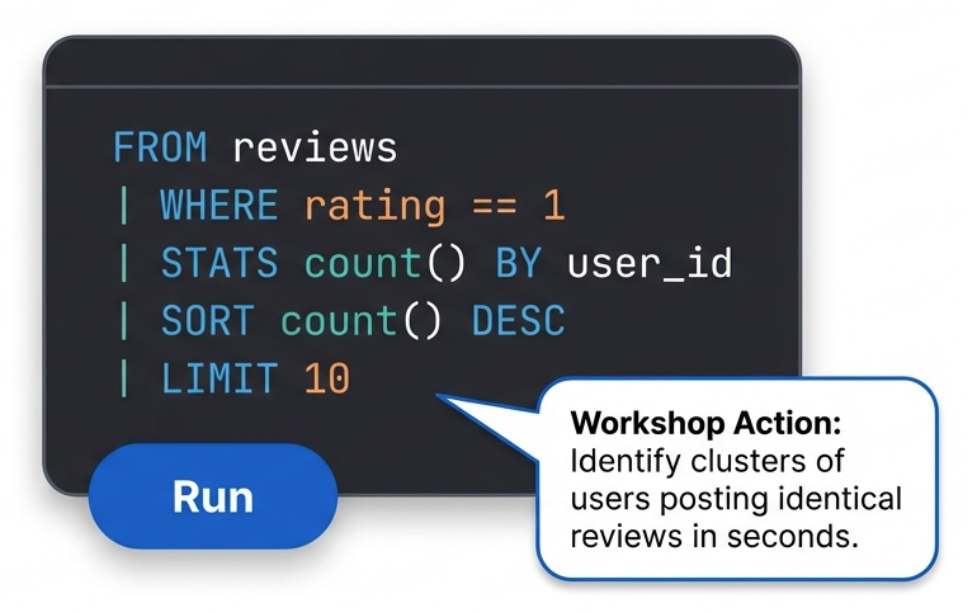 FROM reviews
| WHERE rating == 1
| STATS count() BY user_id
| SORT count() DESC
| LIMIT 10
Run
Workshop Action:
Identify clusters of
users posting identical
reviews in seconds.